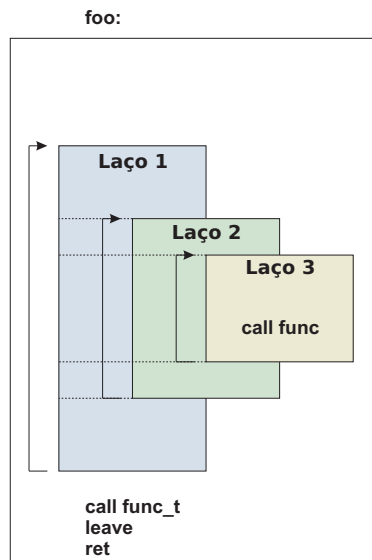 foo:
Laço 1
Laço 2
Laço 3
call func
call func_t
leave
ret